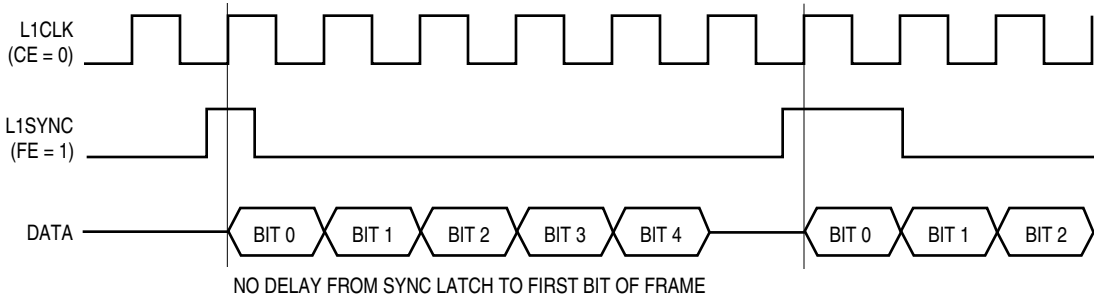 L1CLK
(CE = 0)
L1SYNC
(FE = 1)
DATA
BIT 0 BIT 1 BIT 2 BIT 3 BIT 4 BIT 0 BIT 1 BIT 2
NO DELAY FROM SYNC LATCH TO FIRST BIT OF FRAME